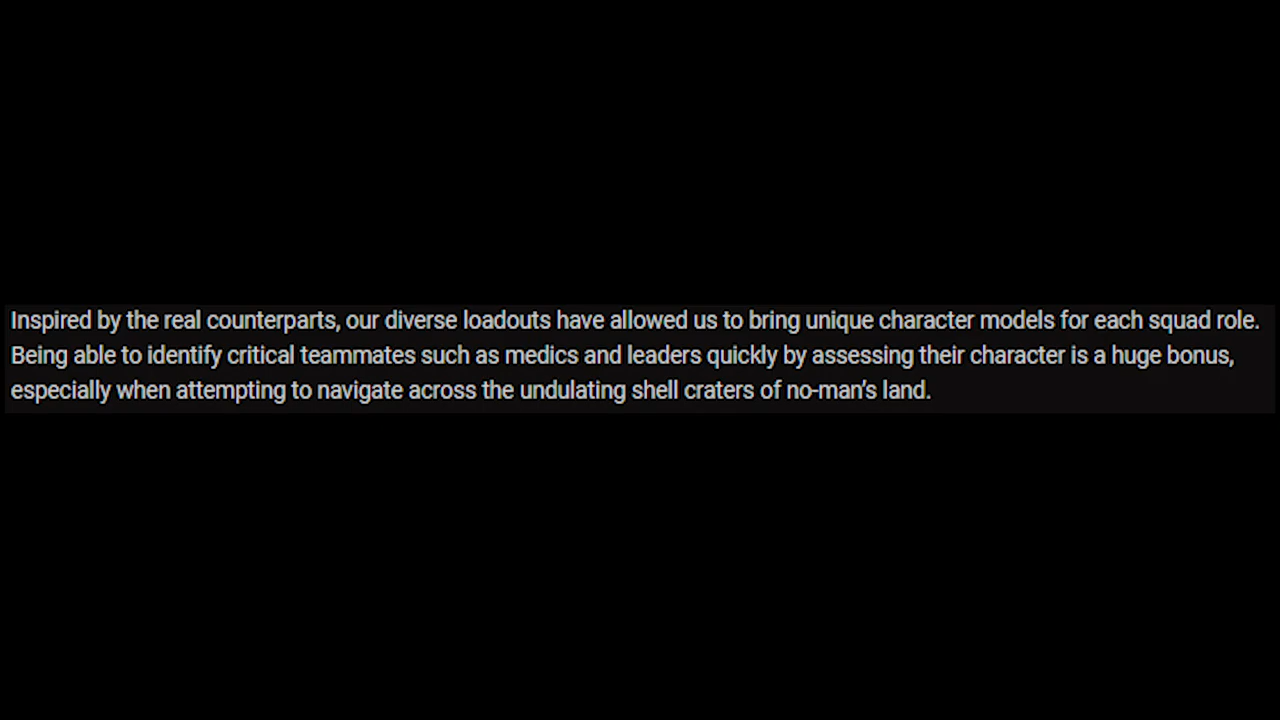 Inspired by the real counterparts, our diverse loadouts have allowed us to bring unique character models for each squad role.
Being able to identify critical teammates such as medics and leaders quickly by assessing their character is a huge bonus,
especially when attempting to navigate across the undulating shell craters of no-man’s land.